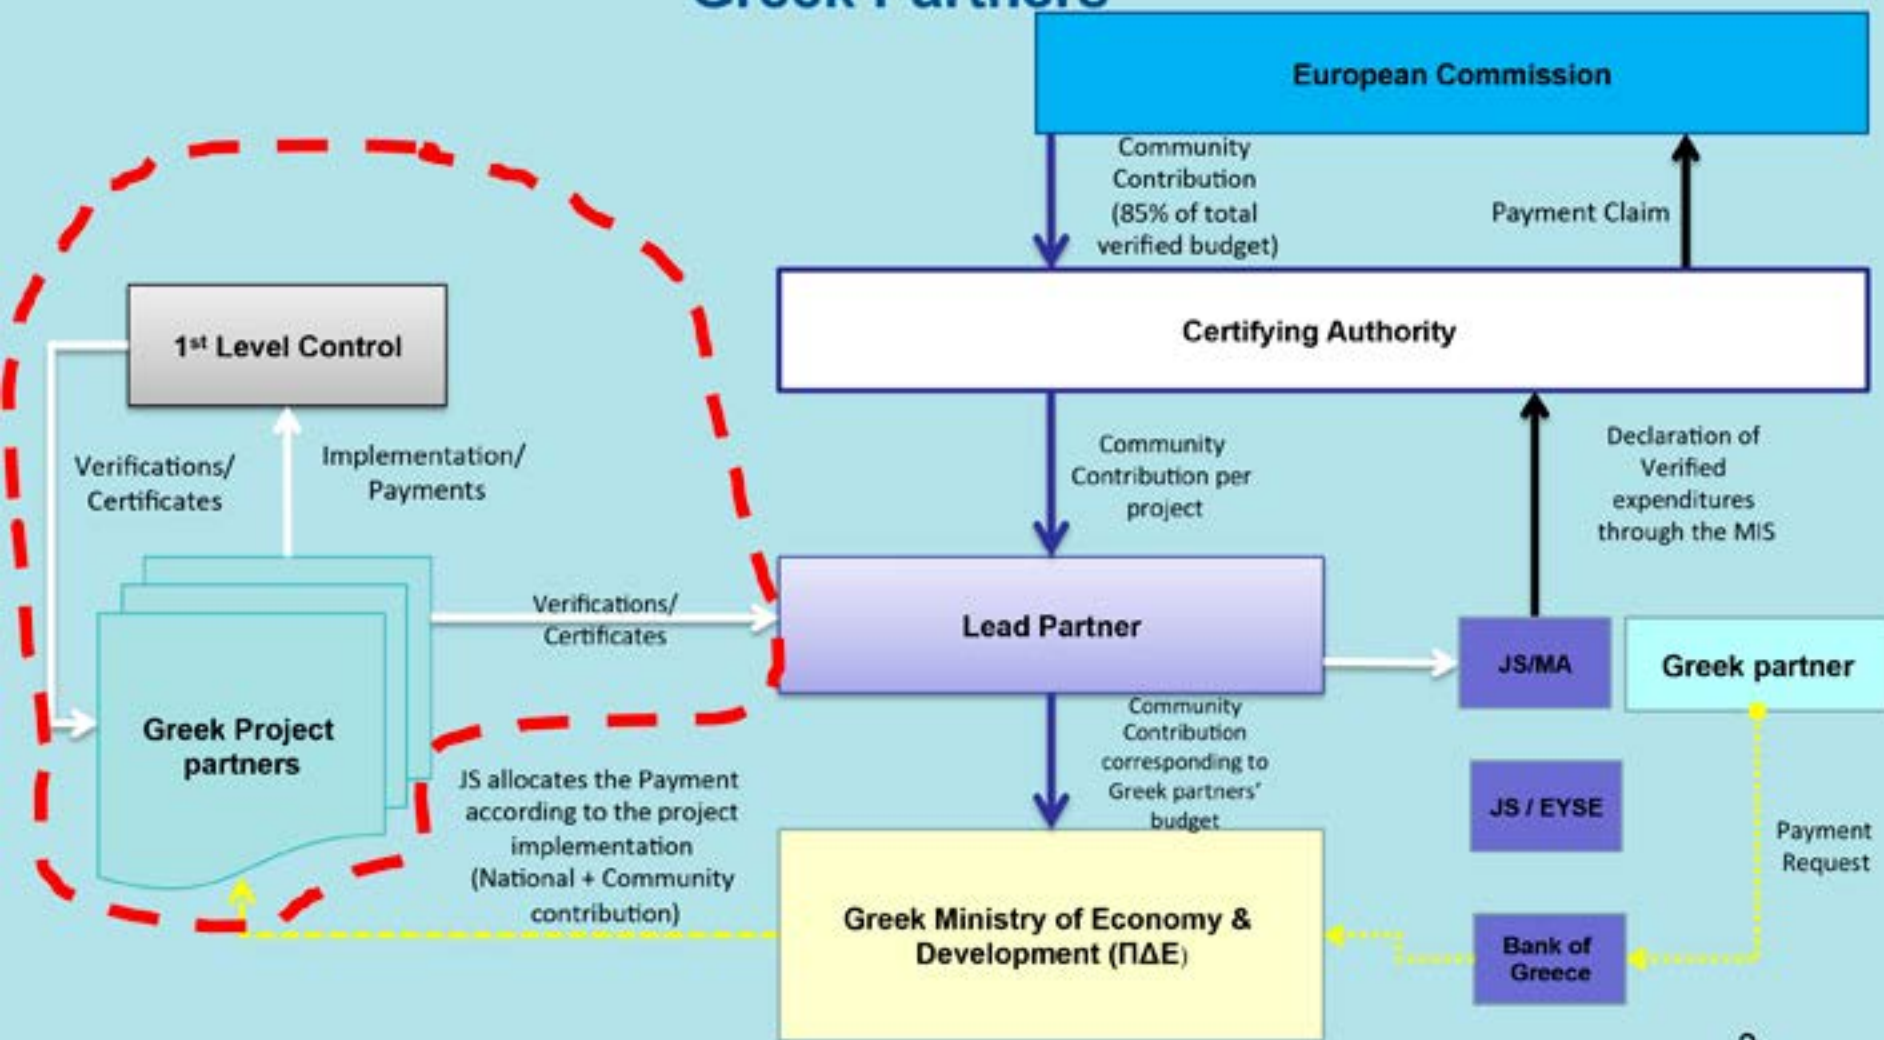 Greek Partners
European Commission
Community
Contribution
(85% of total
verified budget)
Payment Claim
Certifying Authority
1st Level Control
Verifications/
Certificates
Implementation/
Payments
Community
Contribution per
project
Declaration of
Verified
expenditures
through the MIS
Verifications/
Certificates
Lead Partner
JS/MA
Greek partner
Greek Project
partners
Community
Contribution
corresponding to
Greek partners'
budget
JS allocates the Payment
according to the project
implementation
(National + Community
contribution)
JS / EYSE
Payment
Request
Greek Ministry of Economy &
Development (ΠΔΕ)
Bank of
Greece